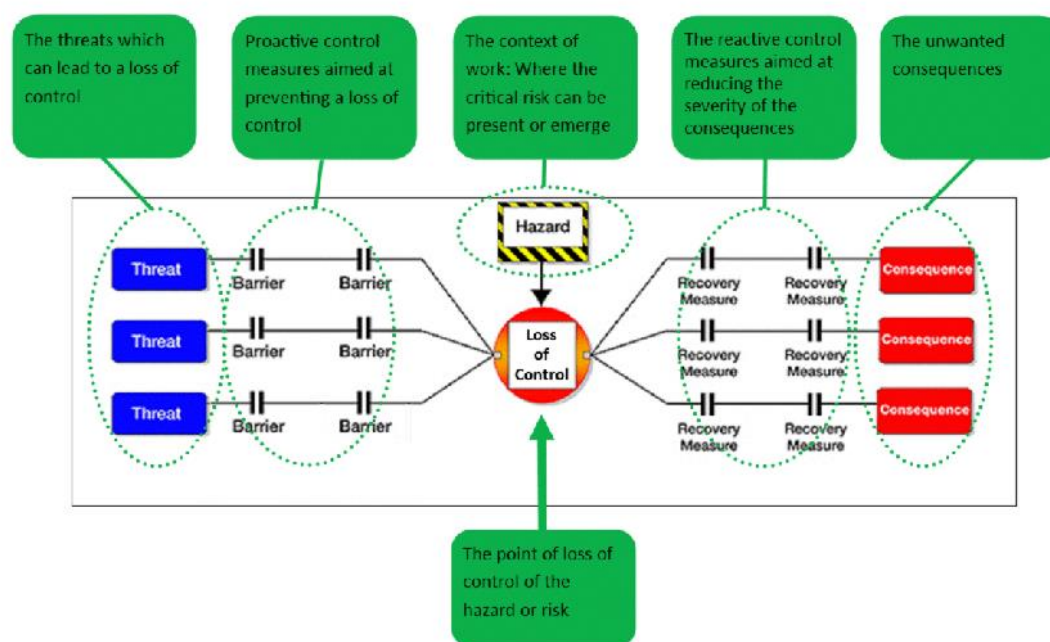 The threats which
can lead to a loss of
control
Proactive control
measures aimed at
preventing a loss of
control
The context of
work: Where the
critical risk can be
present or emerge
The reactive control
measures aimed at
reducing the
severity of the
consequences
The unwanted
consequences
Hazard
Threat
Barrier
Barrier
Recovery
Measure
Recovery
Measure
Consequence
Threat
Barrier
Barrier
Loss
of
Control
Recovery
Measure
Recovery
Measure
Consequence
Threat
Barrier
Barrier
Recovery
Measure
Recovery
Measure
Consequence
The point of loss of
control of the
hazard or risk